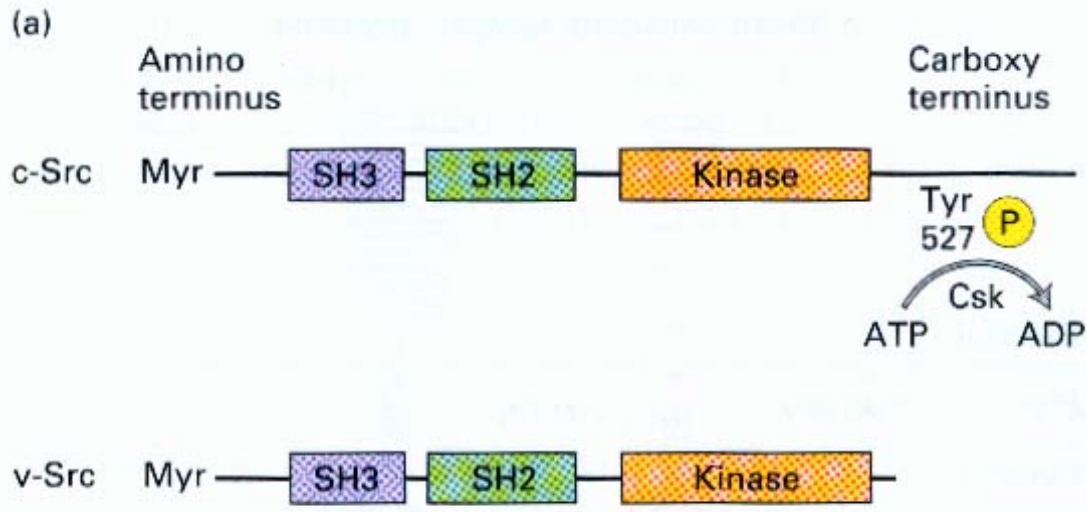 (a)
Amino
terminus
Carboxy
terminus
c-Src Myr SH3 SH2 Kinase
Tyr
527 P
Csk
ATP ADP
v-Src Myr SH3 SH2 Kinase